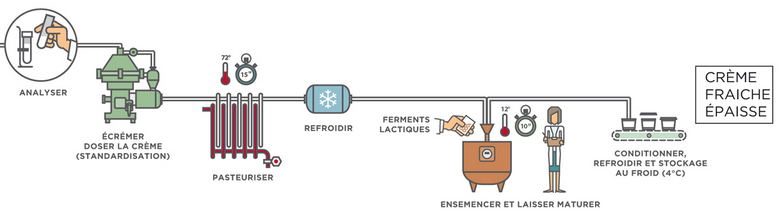 ANALYSER
ÉCRÉMER
DOSER LA CRÈME
(STANDARDISATION)
72°
15"
PASTEURISER
REFROIDIR
FERMENTS
LACTIQUES
12°
10"
ENSEMENCER ET LAISSER MATURER
CONDITIONNER,
REFROIDIR ET STOCKAGE
AU FROID (4°C)
CRÈME
FRAICHE
ÉPAISSE